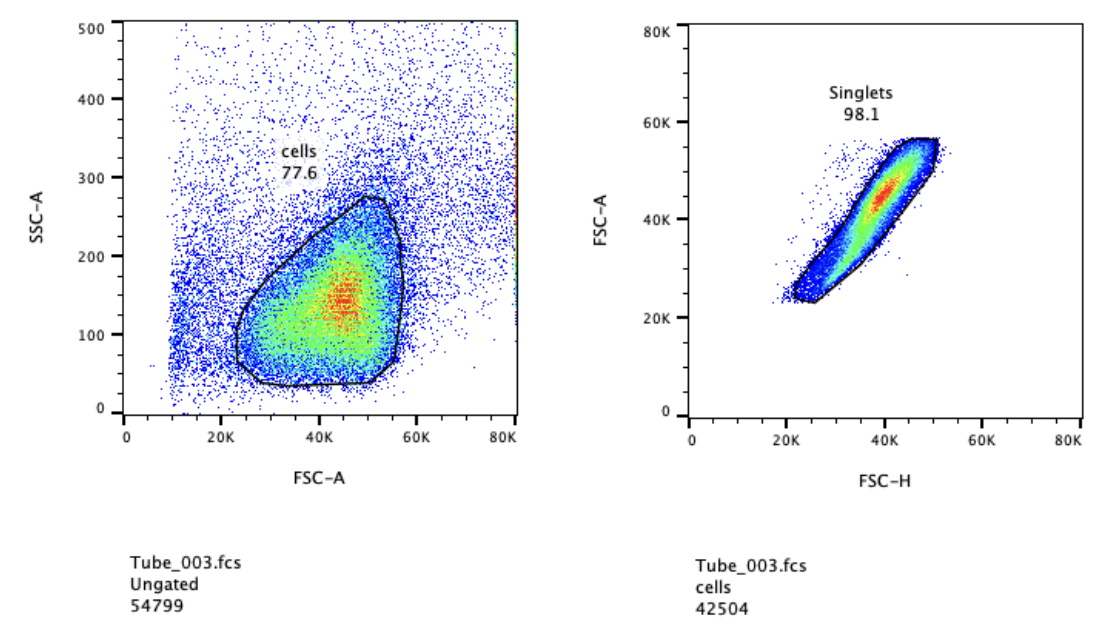 500
400
300
200
100
0
SSC-A
cells
77.6
0 20K 40K 60K 80K
FSC-A
Tube_003.fcs
Ungated
54799
80K
60K
40K
20K
0
FSC-A
Singlets
98.1
0 20K 40K 60K 80K
FSC-H
Tube_003.fcs
cells
42504